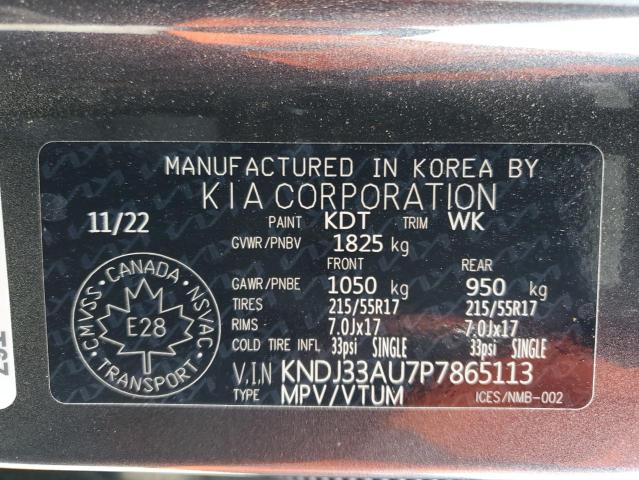 MANUFACTURED IN KOREA BY
KIA CORPORATION
11/22 PAINT KDT TRIM WK
GVWR/PNBV 1825 kg
FRONT REAR
GAWR/PNBE 1050 kg 950 kg
TIRES 215/55R17 215/55R17
RIMS 7.0Jx17 7.0Jx17
COLD TIRE INFL 33psi SINGLE 33psi SINGLE
V.I.N KNDJ33AU7P7865113
TYPE MPV/VTUM ICES/NMB-002
CANADA
CMVSS NSVAC
E28
TRANSPORT